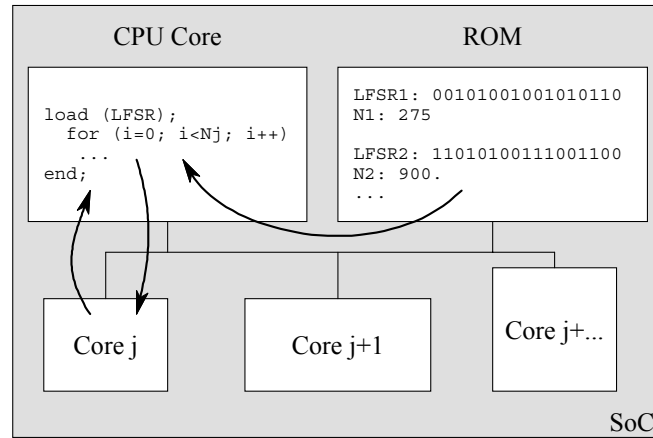 CPU Core
load (LFSR);
for (i=0; i<Nj; i++)
...
end;
ROM
LFSR1: 00101001001010110
N1: 275
LFSR2: 11010100111001100
N2: 900.
...
Core j
Core j+1
Core j+...
SoC